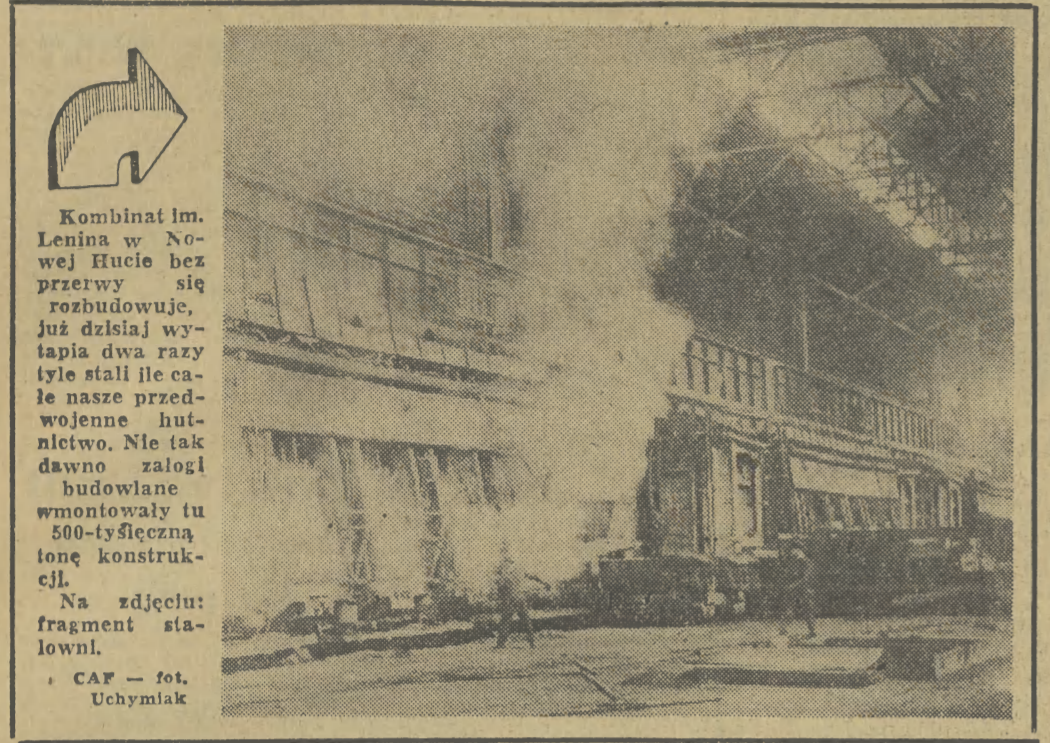 Kombinat im.
Lenina w No-
wej Hucie bez
przerwy się
rozbudowuje,
już dzisiaj wy-
tapia dwa razy
tyle stali ile ca-
łe nasze przed-
wojenne hut-
nictwo. Nie tak
dawno załogi
budowlane
wmontowały tu
500-tysięczną
tonę konstruk-
cji.
Na zdjęciu:
fragment sta-
lowni.
CAF — fot.
Uchymiak